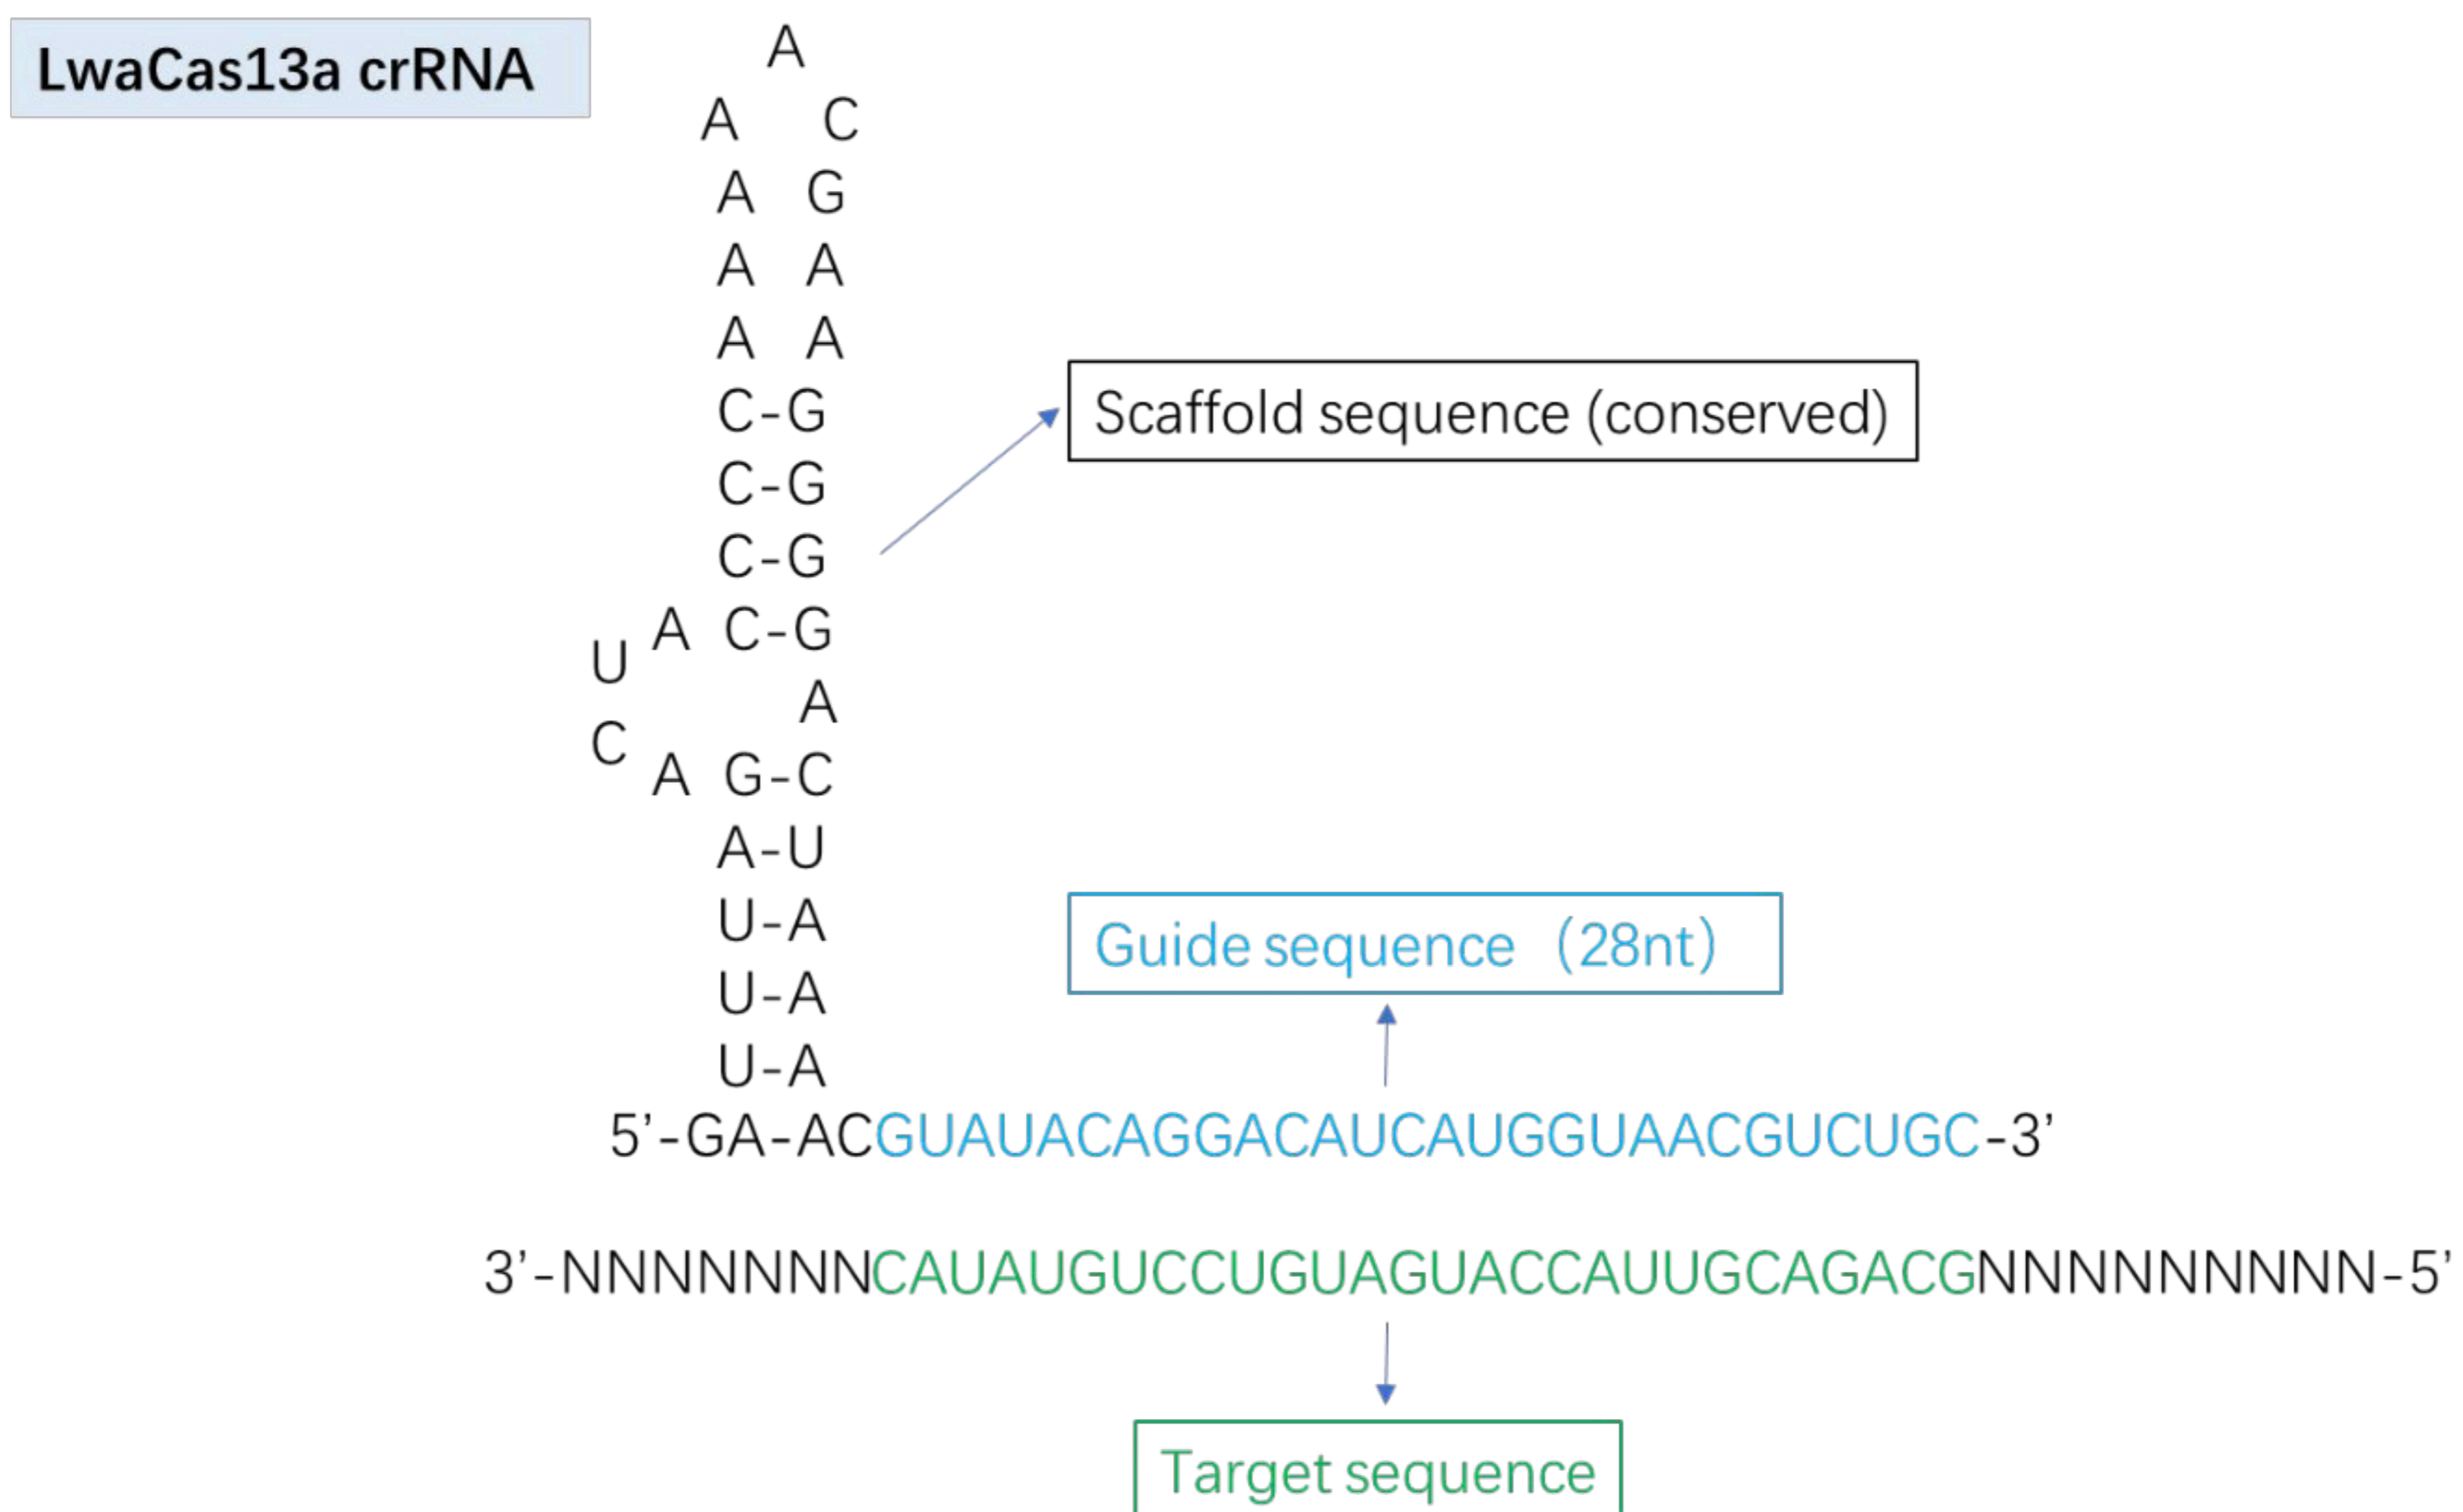 LwaCas13a crRNA
A
A C
A G
A A
A A
C-G
C-G
C-G
Scaffold sequence (conserved)
U A C-G
A
C A G-C
A-U
U-A
U-A
U-A
Guide sequence (28nt)
5’-GA-ACGUAUACAGGACAUCAUGGUAACGUCUGC-3’
3’-NNNNNNNCAUAUGUCCUGUAGUACCAUUGCAGACGNNNNNNNNN-5’
Target sequence